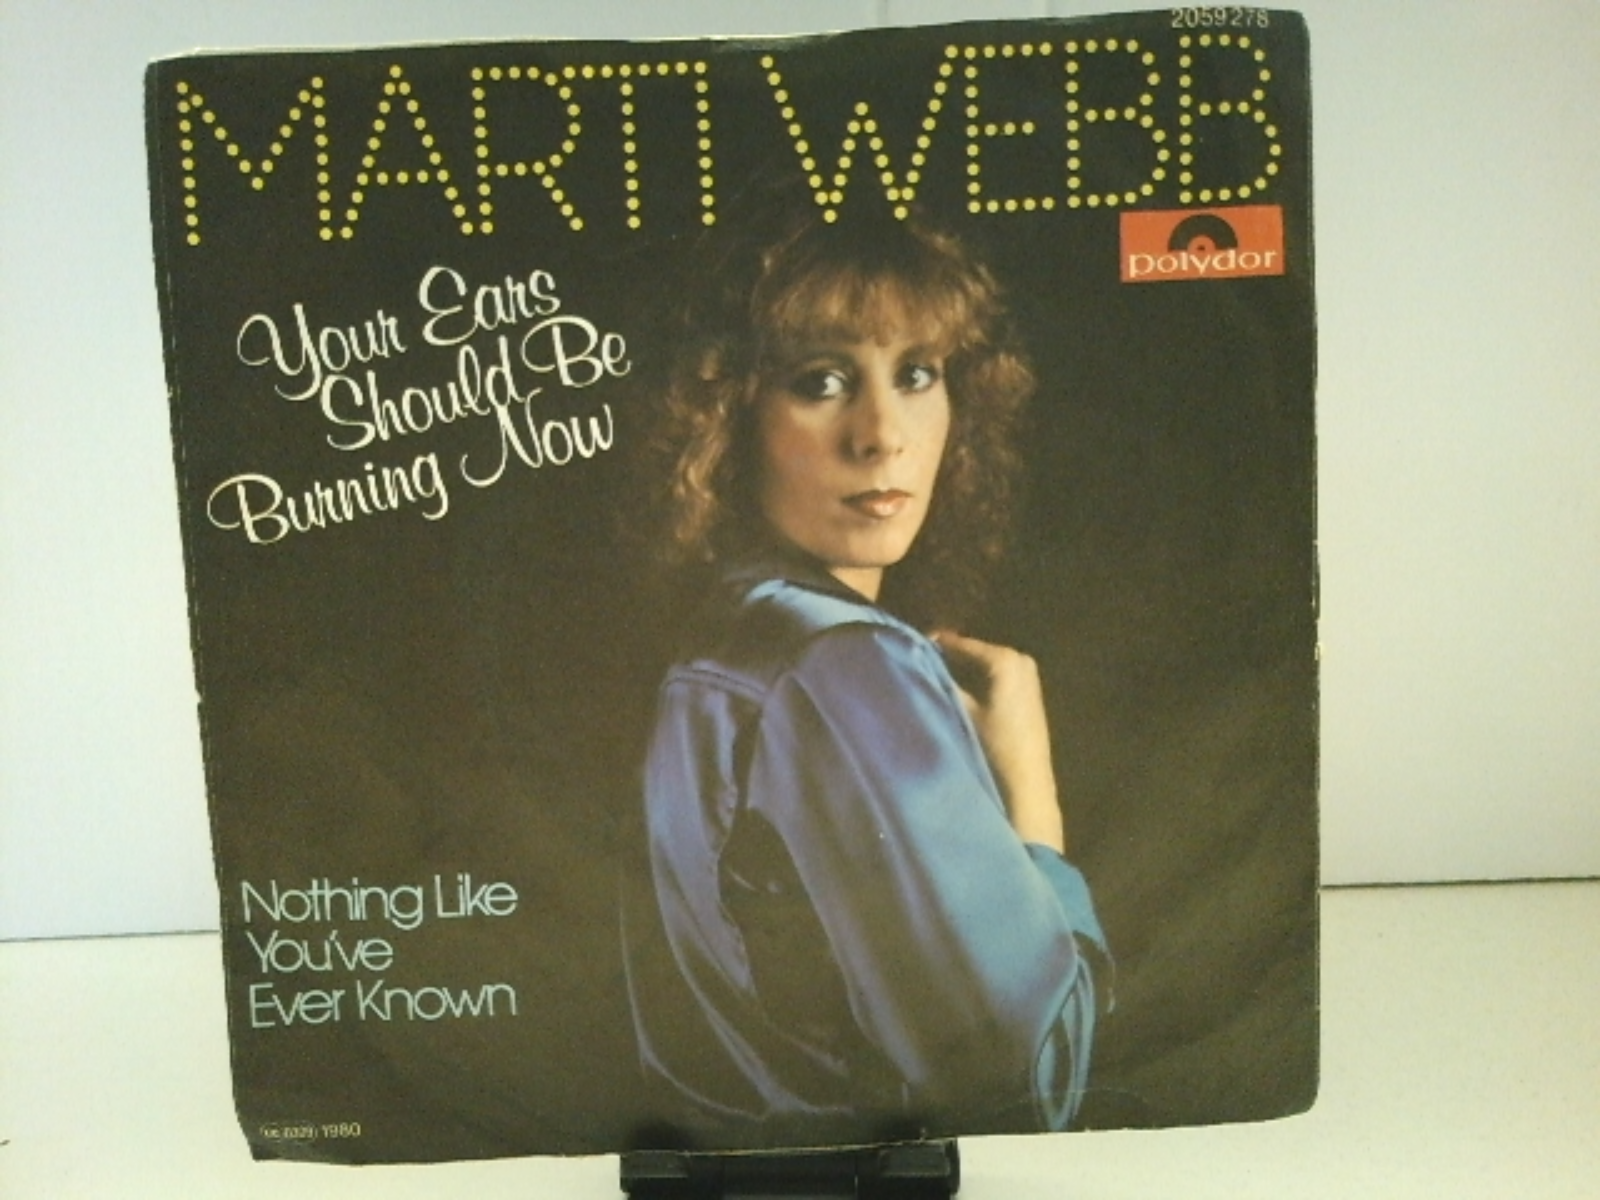 2059 278
MARTI WEBB
polydor
Your Ears
Should Be
Burning Now
Nothing Like
You've
Ever Known
1980